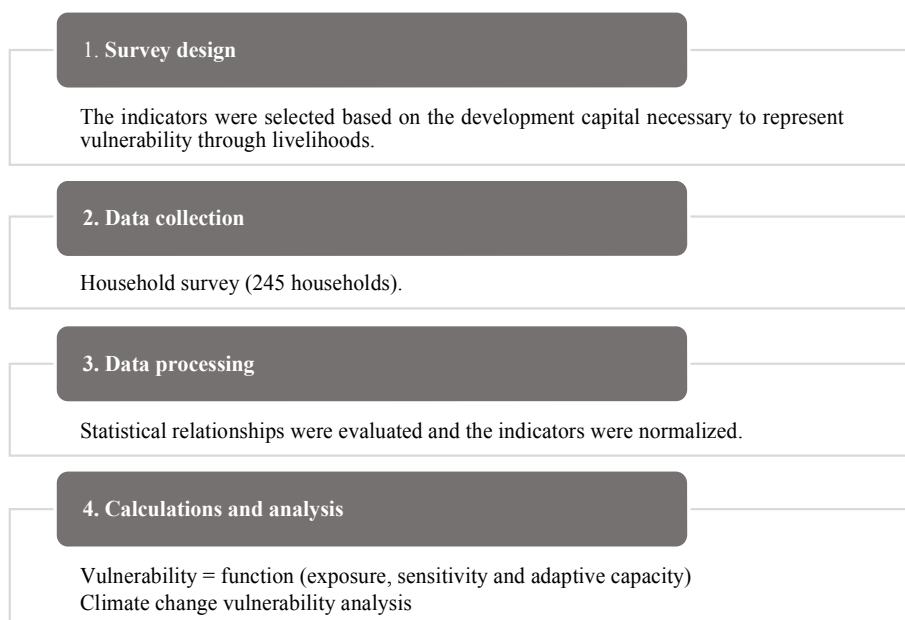 1. Survey design
The indicators were selected based on the development capital necessary to represent
vulnerability through livelihoods.
2. Data collection
Household survey (245 households).
3. Data processing
Statistical relationships were evaluated and the indicators were normalized.
4. Calculations and analysis
Vulnerability = function (exposure, sensitivity and adaptive capacity)
Climate change vulnerability analysis